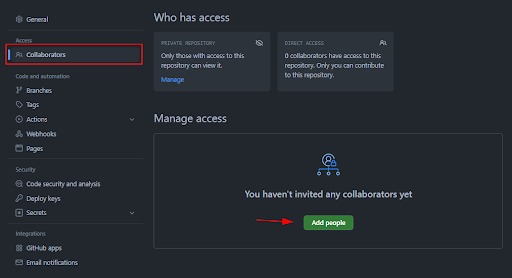 General
Access
Collaborators
Code and automation
Branches
Tags
Actions
Webhooks
Pages
Security
Code security and analysis
Deploy keys
Secrets
Integrations
GitHub apps
Email notifications
Who has access
PRIVATE REPOSITORY
Only those with access to this
repository can view it.
Manage
DIRECT ACCESS
0 collaborators have access to this
repository. Only you can contribute
to this repository.
Manage access
You haven't invited any collaborators yet
Add people